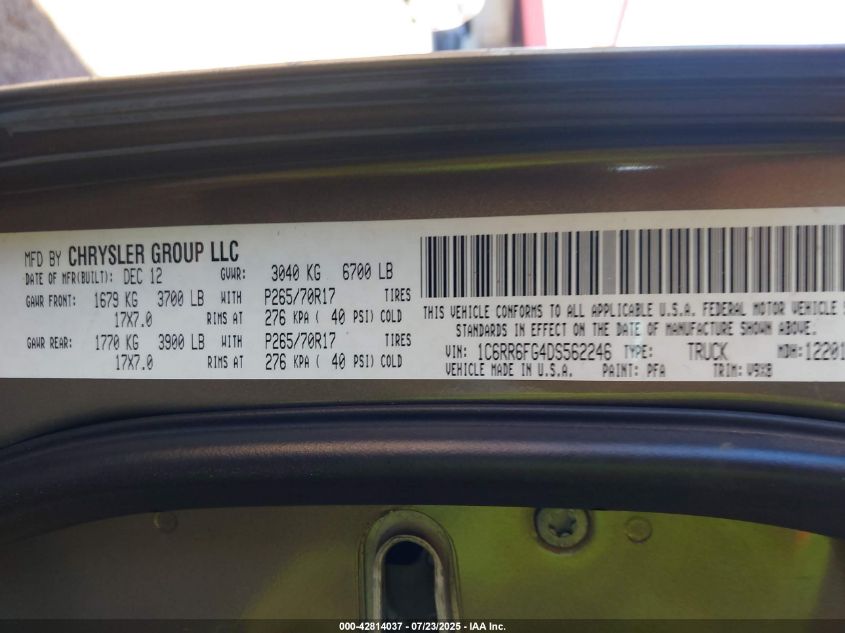 MFD BY CHRYSLER GROUP LLC
DATE OF MFR(BUILT): DEC 12 GVWR: 3040 KG 6700 LB
GAWR FRONT: 1679 KG 3700 LB WITH P265/70R17 TIRES
17X7.0 RIMS AT 276 KPA ( 40 PSI) COLD
GAWR REAR: 1770 KG 3900 LB WITH P265/70R17 TIRES
17X7.0 RIMS AT 276 KPA ( 40 PSI) COLD
THIS VEHICLE CONFORMS TO ALL APPLICABLE U.S.A. FEDERAL MOTOR VEHICLE
STANDARDS IN EFFECT ON THE DATE OF MANUFACTURE SHOWN ABOVE.
VIN: 1C6RR6FG4DS562246 TYPE: TRUCK MDH: 12201
VEHICLE MADE IN U.S.A. PAINT: PFA TRIM: V9X8
000-42814037 - 07/23/2025 - IAA Inc.